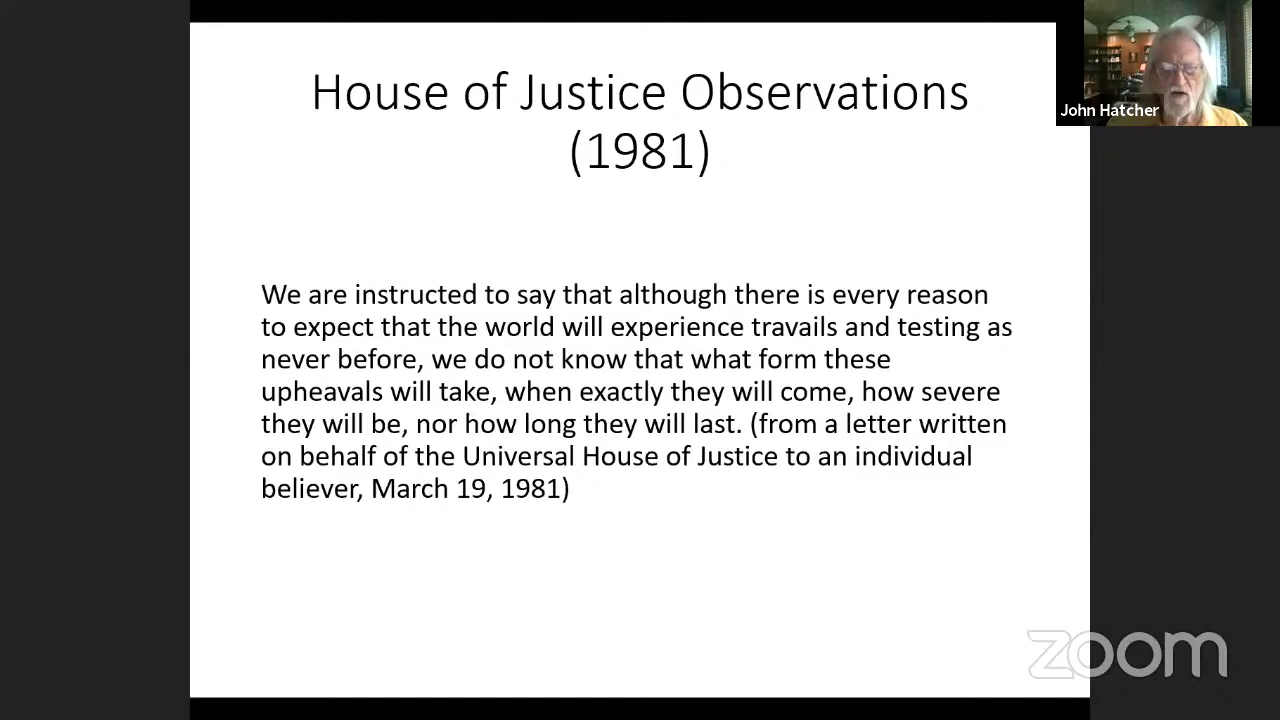 House of Justice Observations
(1981)
John Hatcher
We are instructed to say that although there is every reason
to expect that the world will experience travails and testing as
never before, we do not know that what form these
upheavals will take, when exactly they will come, how severe
they will be, nor how long they will last. (from a letter written
on behalf of the Universal House of Justice to an individual
believer, March 19, 1981)
zoom